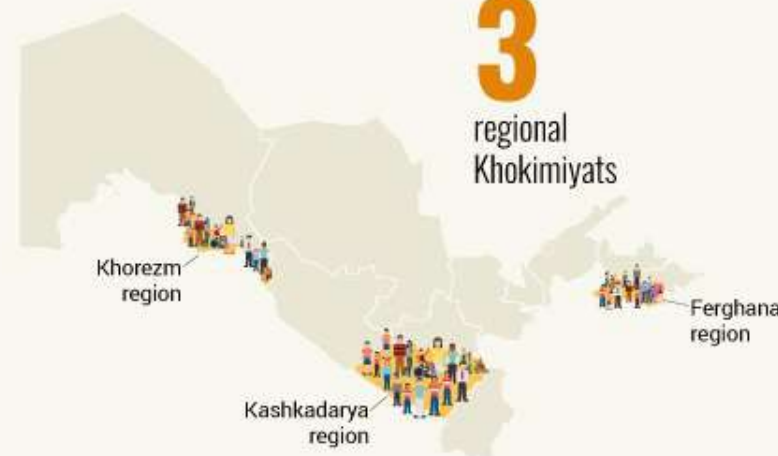 3
regional
Khokimiyats
Khorezm
region
Ferghana
region
Kashkadarya
region